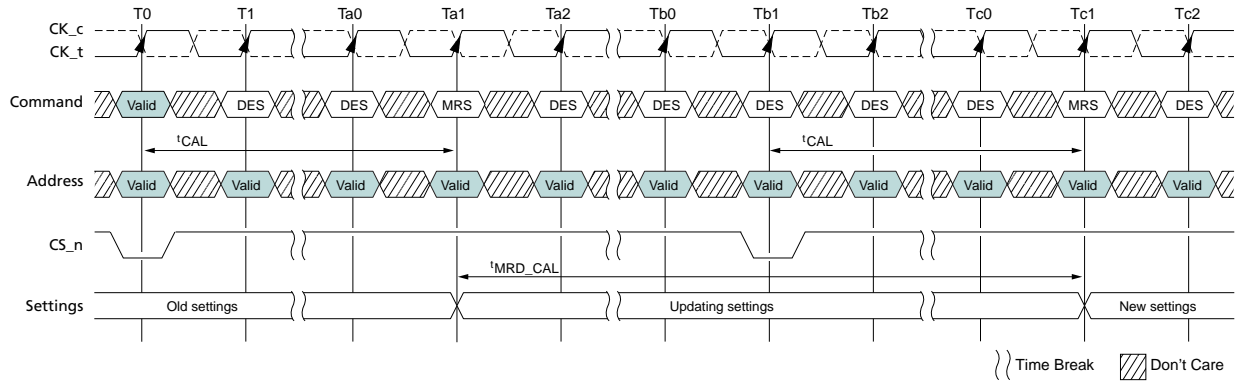 T0 T1 Ta0 Ta1 Ta2 Tb0 Tb1 Tb2 Tc0 Tc1 Tc2
CK_c
CK_t
Command Valid DES DES MRS DES DES DES DES DES MRS DES
tCAL tCAL
Address Valid Valid Valid Valid Valid Valid Valid Valid Valid Valid Valid
CS_n
tMRD_CAL
Settings Old settings Updating settings New settings
Time Break Don't Care